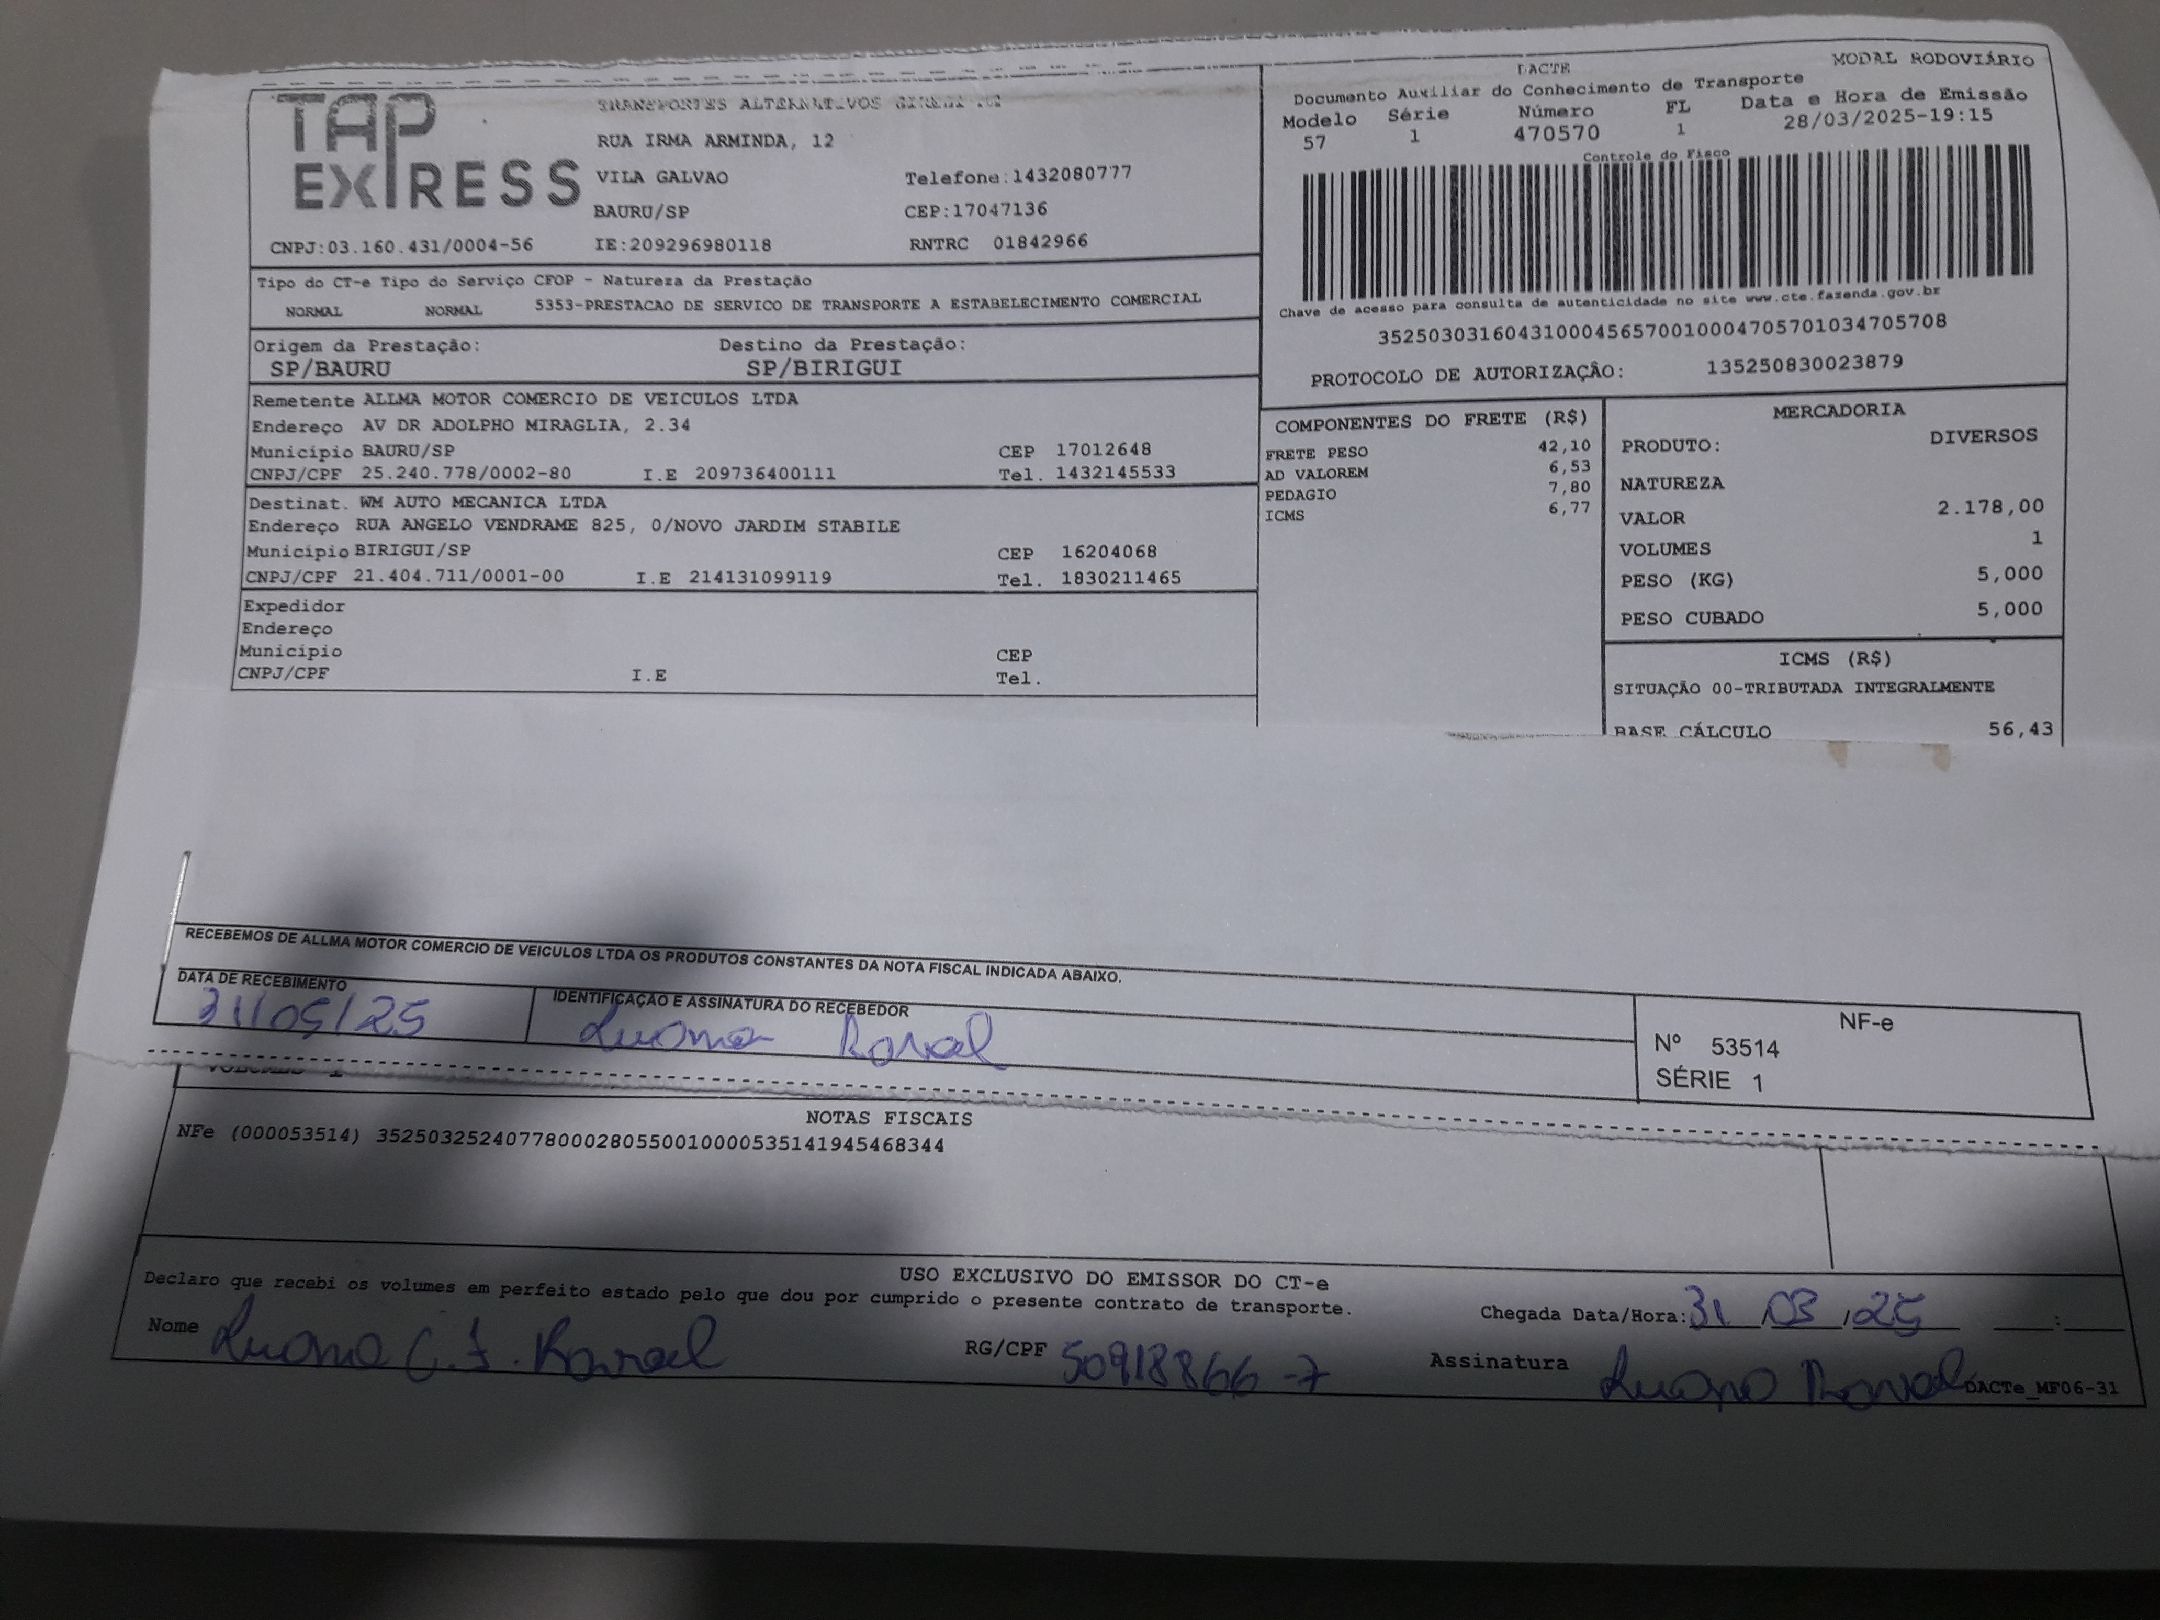 TAP
EXPRESS
TRANSPORTES ALTERNATIVOS
RUA IRMA ARMINDA, 12
VILA GALVAO Telefone:1432080777
BAURU/SP CEP:17047136
CNPJ:03.160.431/0004-56 IE:209296980118 RNTRC 01842966
DACTE MODAL RODOVIÁRIO
Documento Auxiliar do Conhecimento de Transporte
Modelo Série Número FL Data e Hora de Emissão
57 1 470570 1 28/03/2025-19:15
Controle do Fisco
Chave de acesso para consulta de autenticidade no site www.cte.fazenda.gov.br
35250303160431000456570010004705701034705708
PROTOCOLO DE AUTORIZAÇÃO: 135250830023879
Tipo do CT-e Tipo do Serviço CFOP - Natureza da Prestação
NORMAL NORMAL 5353-PRESTACAO DE SERVICO DE TRANSPORTE A ESTABELECIMENTO COMERCIAL
Origem da Prestação: Destino da Prestação:
SP/BAURU SP/BIRIGUI
Remetente ALLMA MOTOR COMERCIO DE VEICULOS LTDA
Endereço AV DR ADOLPHO MIRAGLIA, 2.34
Município BAURU/SP CEP 17012648
CNPJ/CPF 25.240.778/0002-80 I.E 209736400111 Tel. 1432145533
Destinat. WM AUTO MECANICA LTDA
Endereço RUA ANGELO VENDRAME 825, 0/NOVO JARDIM STABILE
Município BIRIGUI/SP CEP 16204068
CNPJ/CPF 21.404.711/0001-00 I.E 214131099119 Tel. 1830211465
Expedidor
Endereço
Município CEP
CNPJ/CPF I.E Tel.
COMPONENTES DO FRETE (R$)
FRETE PESO 42,10
AD VALOREM 6,53
PEDAGIO 7,80
ICMS 6,77
MERCADORIA
PRODUTO: DIVERSOS
NATUREZA
VALOR 2.178,00
VOLUMES 1
PESO (KG) 5,000
PESO CUBADO 5,000
ICMS (R$)
SITUAÇÃO 00-TRIBUTADA INTEGRALMENTE
BASE CÁLCULO 56,43
RECEBEMOS DE ALLMA MOTOR COMERCIO DE VEICULOS LTDA OS PRODUTOS CONSTANTES DA NOTA FISCAL INDICADA ABAIXO.
DATA DE RECEBIMENTO IDENTIFICAÇÃO E ASSINATURA DO RECEBEDOR
31/05/25
NF-e
Nº 53514
SÉRIE 1
NOTAS FISCAIS
NFe (000053514) 35250325240778000280550010000535141945468344
USO EXCLUSIVO DO EMISSOR DO CT-e
Declaro que recebi os volumes em perfeito estado pelo que dou por cumprido o presente contrato de transporte.
Chegada Data/Hora: 31/03/25 :
Nome RG/CPF 50918866-7 Assinatura
DACTe_MF06-31